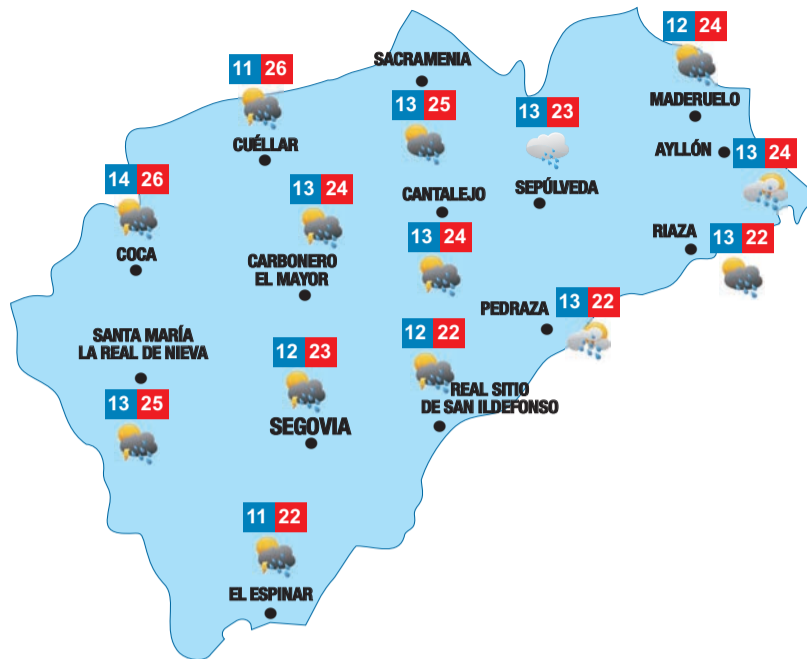 12 24
MADERUELO
SACRAMENIA
13 25
11 26
CUÉLLAR
13 23
SEPÚLVEDA
AYLLÓN
13 24
14 26
COCA
13 24
CARBONERO
EL MAYOR
CANTALEJO
13 24
RIAZA
13 22
PEDRAZA
13 22
SANTA MARÍA
LA REAL DE NIEVA
13 25
12 23
SEGOVIA
12 22
REAL SITIO
DE SAN ILDEFONSO
11 22
EL ESPINAR